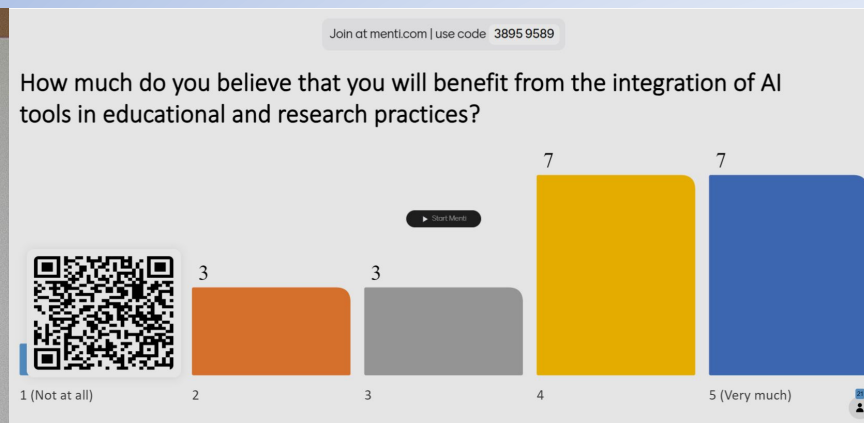 Join at menti.com | use code 3895 9589
How much do you believe that you will benefit from the integration of AI
tools in educational and research practices?
7
7
Start Menti
3
3
1 (Not at all)
2
3
4
5 (Very much)
21